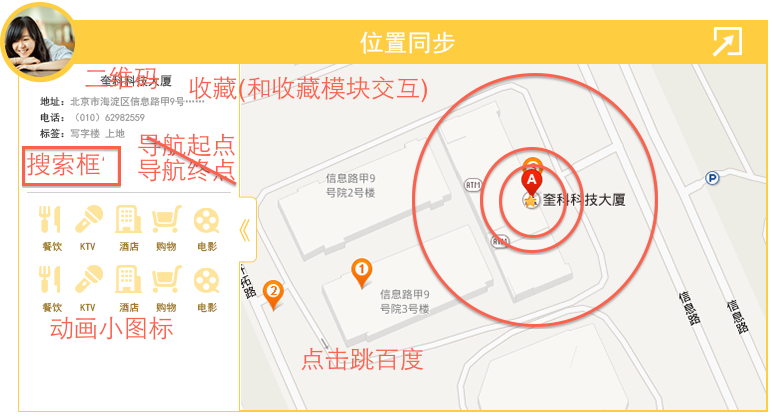 位置同步
二维码
奎科科技大厦
收藏(和收藏模块交互)
地址：北京市海淀区信息路甲9号……
电话：（010）62982559
标签：写字楼 上地
导航起点
导航终点
搜索框
餐饮 KTV 酒店 购物 电影
餐饮 KTV 酒店 购物 电影
动画小图标
信息路甲9
号院2号楼
ATM
A
奎科科技大厦
P
ATM
1
2
信息路甲9
号院3号楼
开拓路
信息路
信息路
点击跳百度